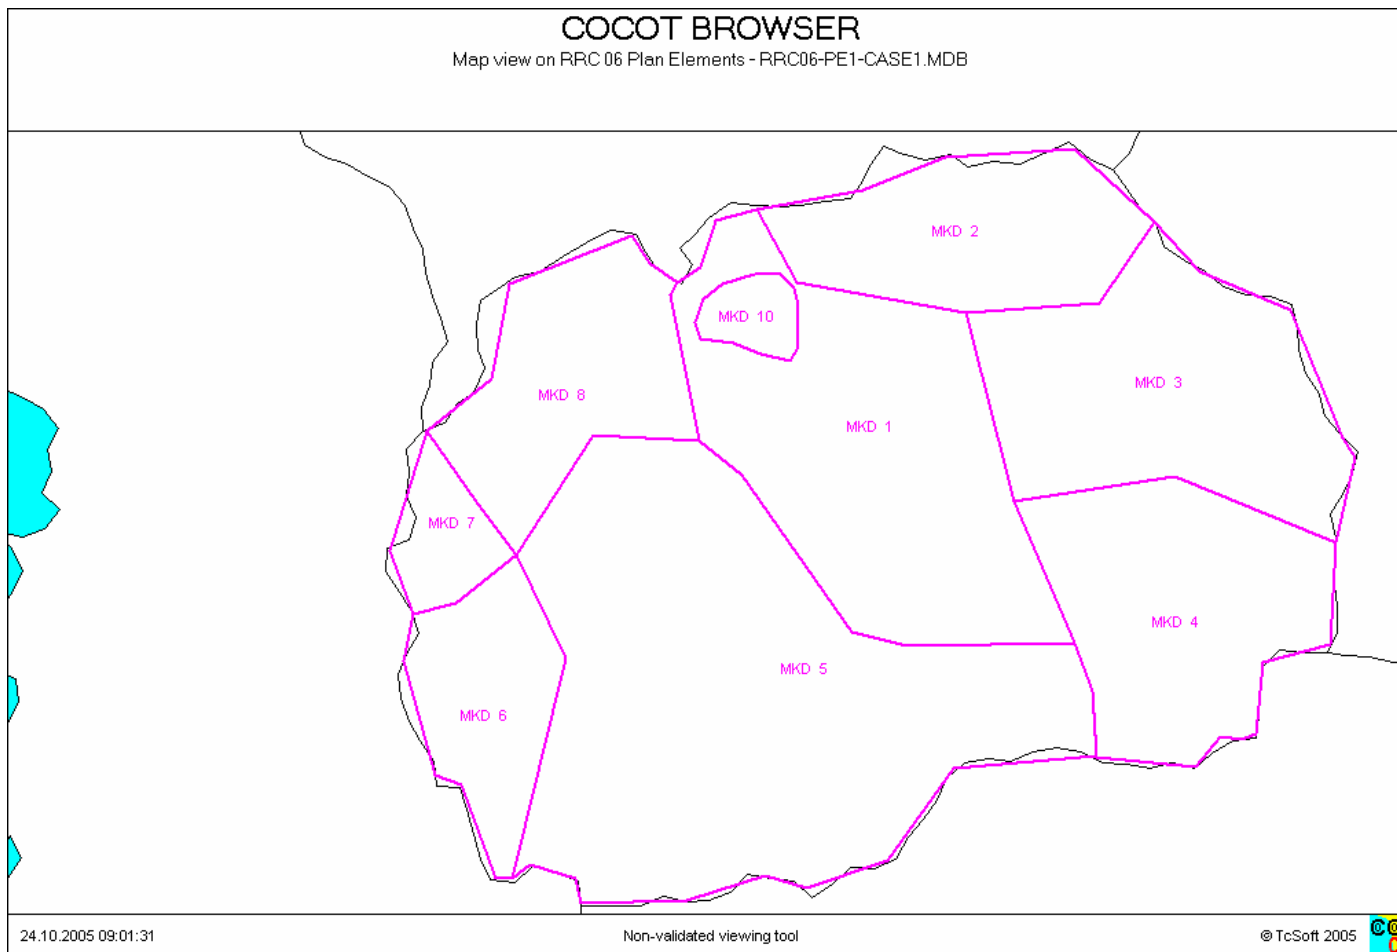 COCOT BROWSER
Map view on RRC 06 Plan Elements - RRC06-PE1-CASE1.MDB
MKD 2
MKD 10
MKD 3
MKD 8
MKD 1
MKD 7
MKD 4
MKD 5
MKD 6
24.10.2005 09:01:31 Non-validated viewing tool © TcSoft 2005